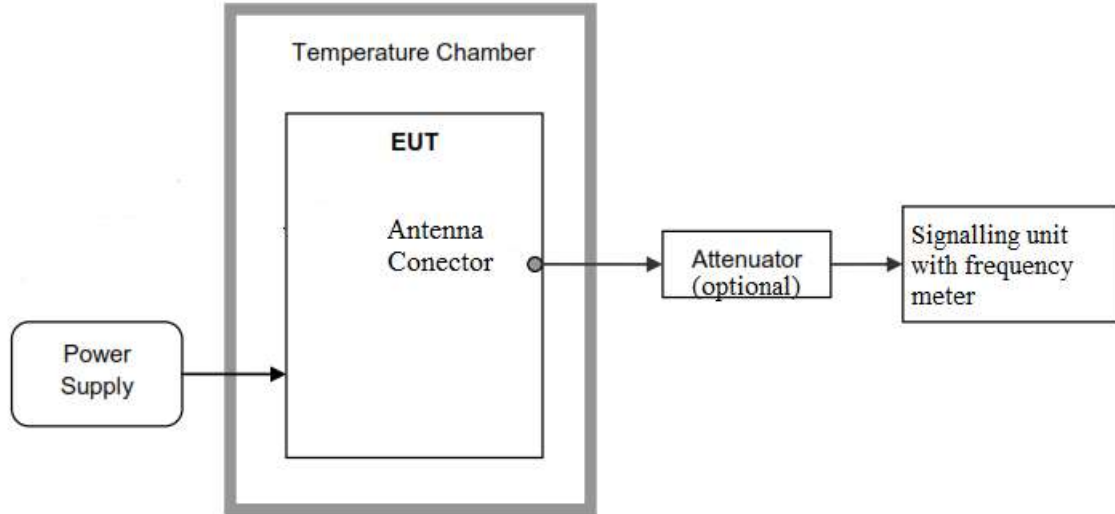 Temperature Chamber
EUT
Antenna
Conector
Attenuator
(optional)
Signalling unit
with frequency
meter
Power
Supply